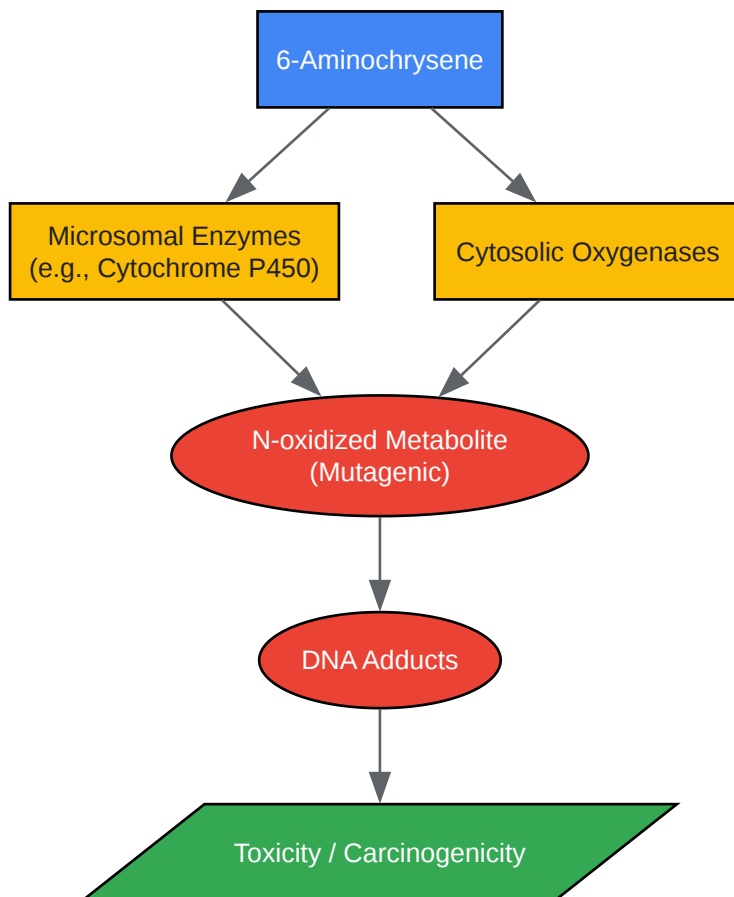 6-Aminochrysene
Microsomal Enzymes
(e.g., Cytochrome P450)
Cytosolic Oxygenases
N-oxidized Metabolite
(Mutagenic)
DNA Adducts
Toxicity / Carcinogenicity